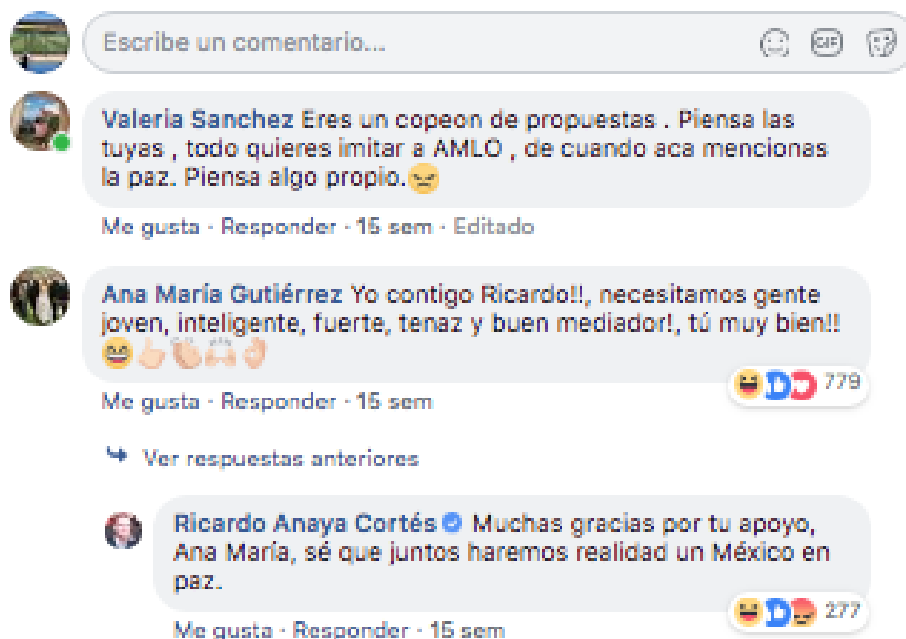 Escribe un comentario...
GIF
Valeria Sanchez Eres un copeon de propuestas . Piensa las
tuyas , todo quieres imitar a AMLO , de cuando aca mencionas
la paz. Piensa algo propio.😠
Me gusta · Responder · 15 sem · Editado
Ana María Gutiérrez Yo contigo Ricardo!!, necesitamos gente
joven, inteligente, fuerte, tenaz y buen mediador!, tú muy bien!!
😄👍🏻👏🏻🙌🏻👌🏻
779
Me gusta · Responder · 15 sem
Ver respuestas anteriores
Ricardo Anaya Cortés Muchas gracias por tu apoyo,
Ana María, sé que juntos haremos realidad un México en
paz.
277
Me gusta · Responder · 15 sem